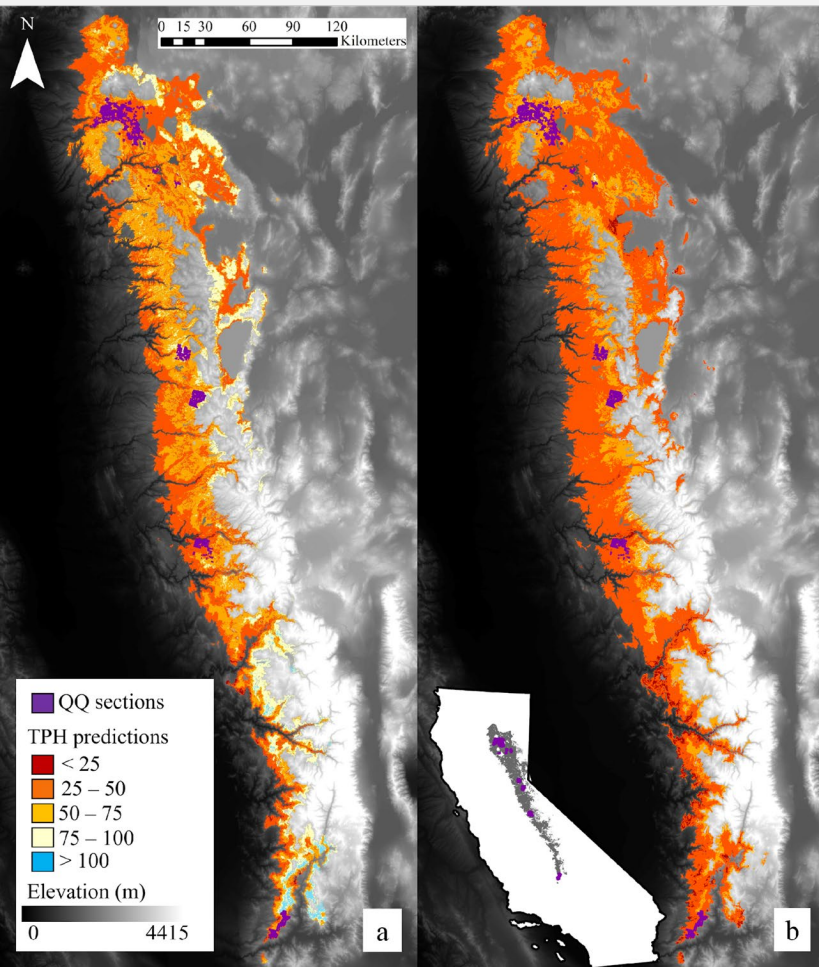 N
0 15 30 60 90 120
Kilometers
QQ sections
TPH predictions
< 25
25 – 50
50 – 75
75 – 100
> 100
Elevation (m)
0 4415
a
b